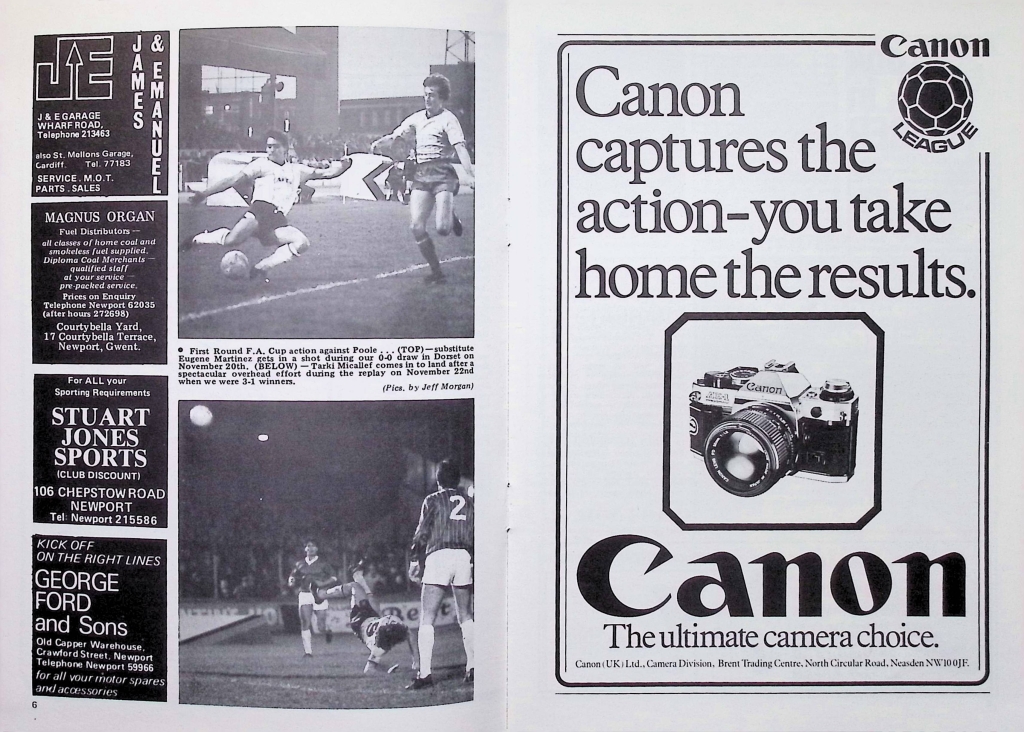 JE
JAMES
& EMANUEL
J & E GARAGE
WHARF ROAD,
Telephone 213463
also St. Mellons Garage,
Cardiff. Tel. 77183
SERVICE . M.O.T.
PARTS . SALES
MAGNUS ORGAN
Fuel Distributors —
all classes of home coal and
smokeless fuel supplied.
Diploma Coal Merchants —
qualified staff
at your service —
pre-packed service.
Prices on Enquiry
Telephone Newport 62035
(after hours 272698)
Courtybella Yard,
17 Courtybella Terrace,
Newport, Gwent.
For ALL your
Sporting Requirements
STUART
JONES
SPORTS
(CLUB DISCOUNT)
106 CHEPSTOW ROAD
NEWPORT
Tel: Newport 215586
KICK OFF
ON THE RIGHT LINES
GEORGE
FORD
and Sons
Old Capper Warehouse,
Crawford Street, Newport
Telephone Newport 59966
for all your motor spares
and accessories
6
• First Round F.A. Cup action against Poole . . . (TOP) — substitute
Eugene Martinez gets in a shot during our 0-0 draw in Dorset on
November 20th. (BELOW) — Tarki Micallef comes in to land after a
spectacular overhead effort during the replay on November 22nd
when we were 3-1 winners.
(Pics. by Jeff Morgan)
2
Canon
LEAGUE
Canon
captures the
action-you take
home the results.
Canon
Canon
The ultimate camera choice.
Canon (UK) Ltd., Camera Division, Brent Trading Centre, North Circular Road, Neasden NW10 0JF.